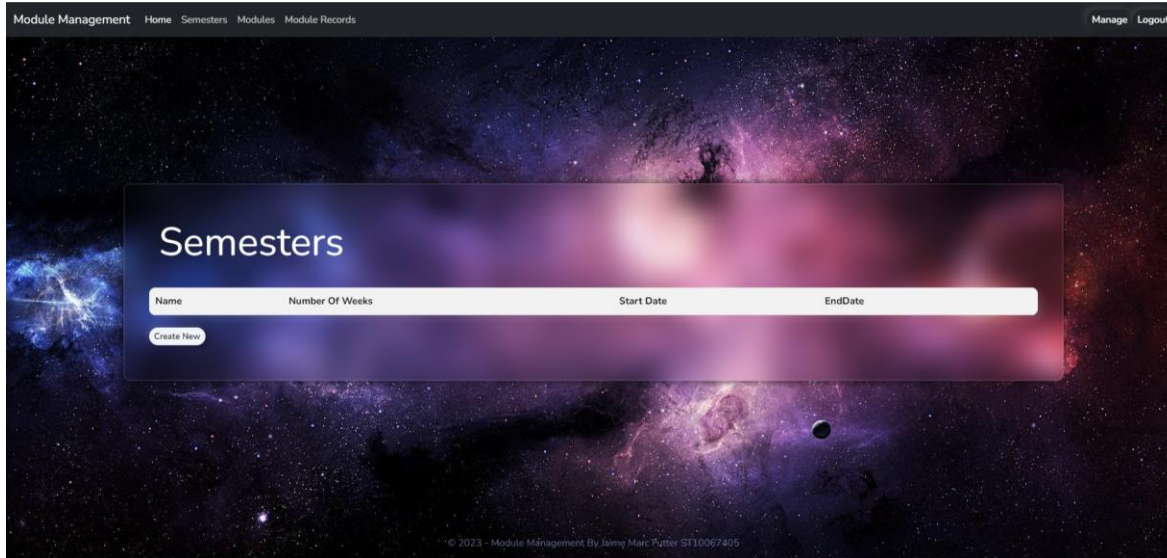 Module Management Home Semesters Modules Module Records Manage Logout
Semesters
Name Number Of Weeks Start Date EndDate
Create New
© 2023 - Module Management By Jaime Marc Putter ST10067405